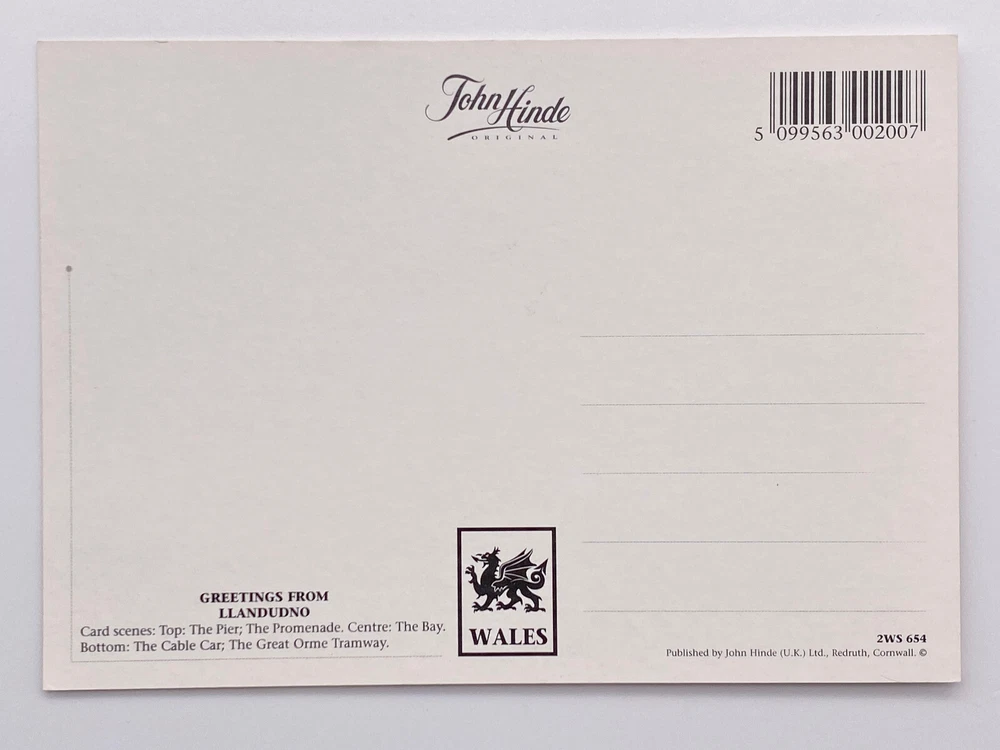 John Hinde
ORIGINAL
5 099563 002007
GREETINGS FROM
LLANDUDNO
Card scenes: Top: The Pier; The Promenade. Centre: The Bay.
Bottom: The Cable Car; The Great Orme Tramway.
WALES
2WS 654
Published by John Hinde (U.K.) Ltd., Redruth, Cornwall. ©